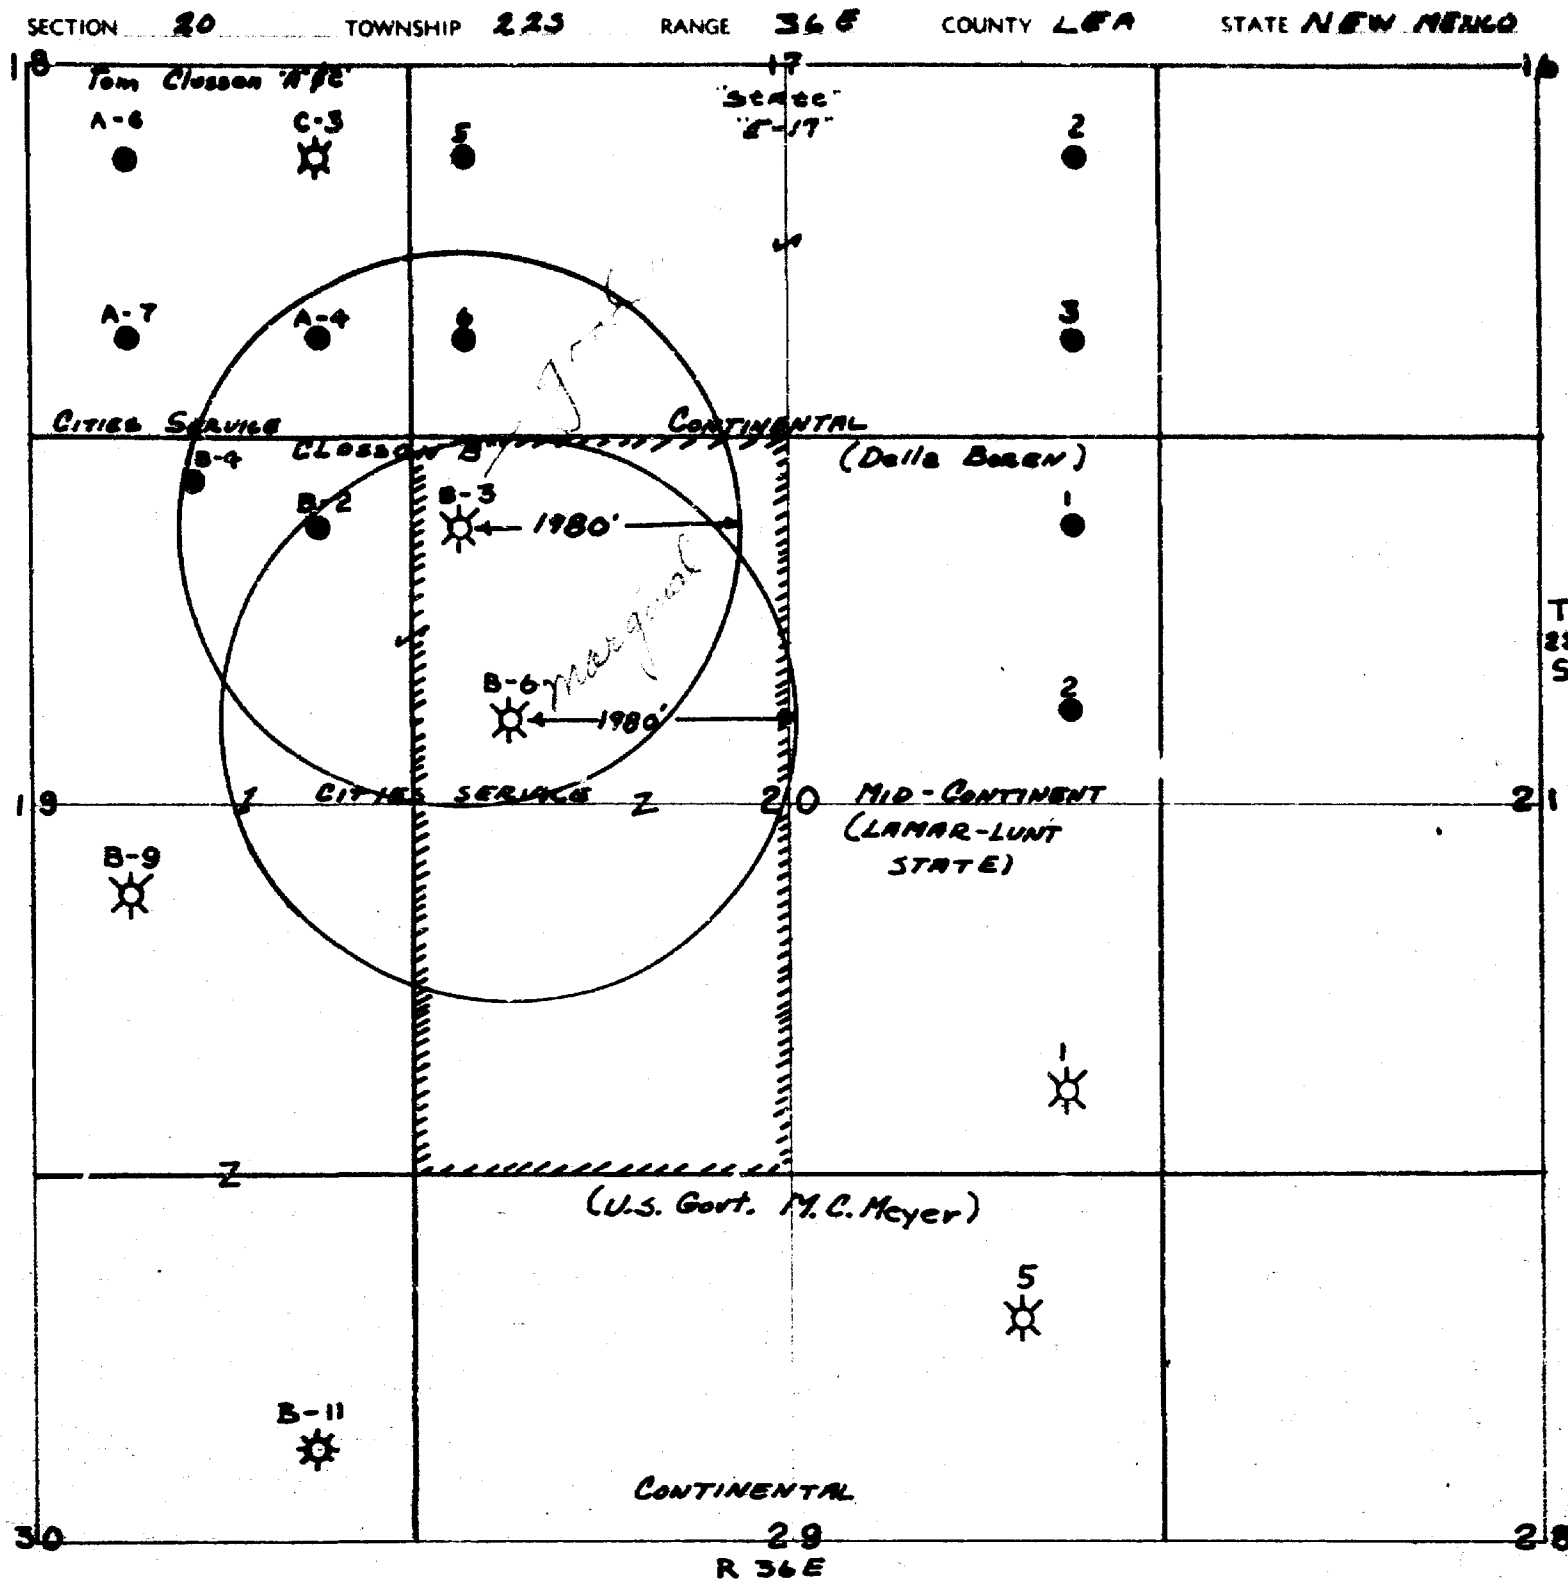 SECTION 20 TOWNSHIP 22S RANGE 36E COUNTY LEA STATE NEW MEXICO
18 17 16
Tom Closson "A&C"
"State"
"E-17"
A-6 C-3 5 2
A-7 A-4 6 3
CITIES SERVICE CONTINENTAL
B-4 CLOSSON B (Della BOREN)
B-2 B-3 1980' 1
T
22
S
marginal
B-6 1980' 2
19 CITIES SERVICE 20 MID-CONTINENT 21
(LAMAR-LUNT
STATE)
B-9
1
(U.S. Govt. M.C. Meyer)
5
B-11
CONTINENTAL
30 29 28
R 36E